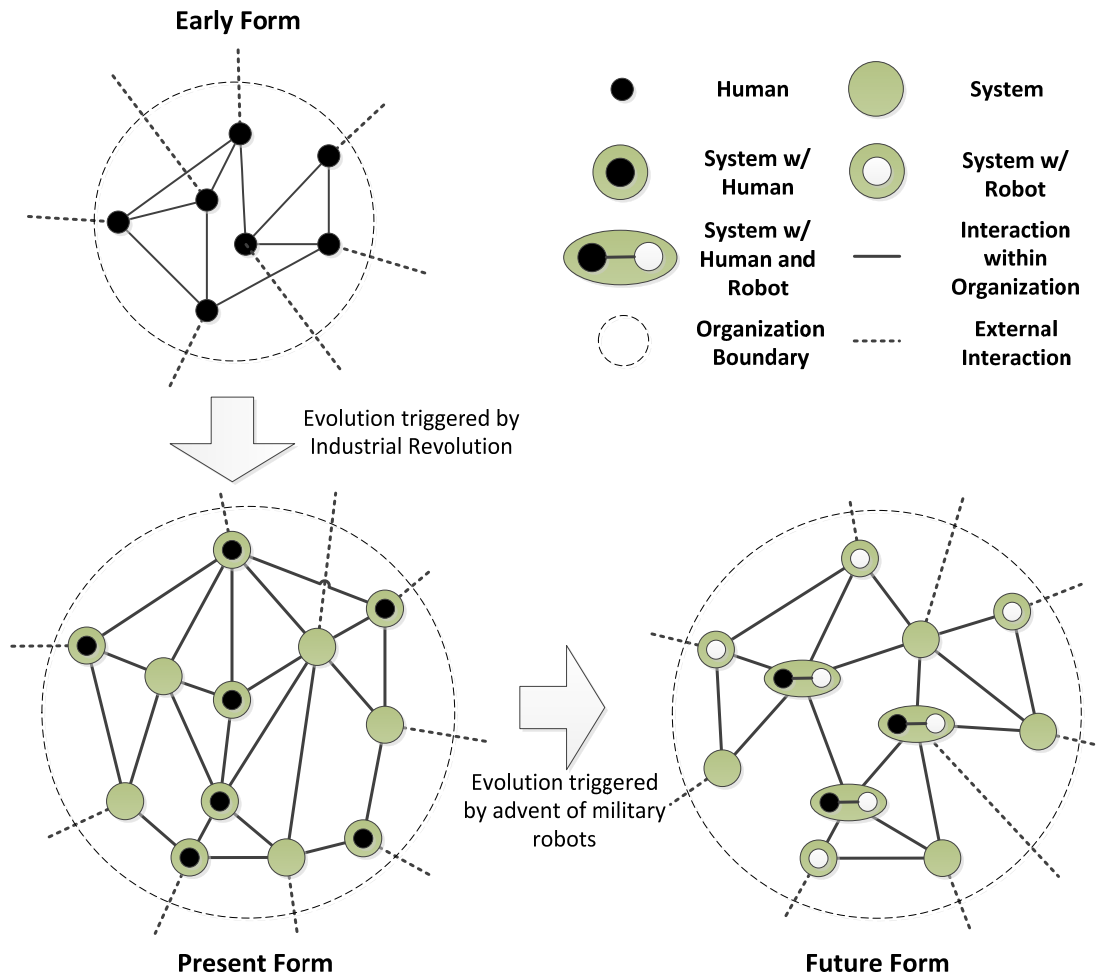 Early Form
Human
System
System w/
Human
System w/
Robot
System w/
Human and
Robot
Interaction
within
Organization
Organization
Boundary
External
Interaction
Evolution triggered by
Industrial Revolution
Evolution triggered
by advent of military
robots
Present Form
Future Form